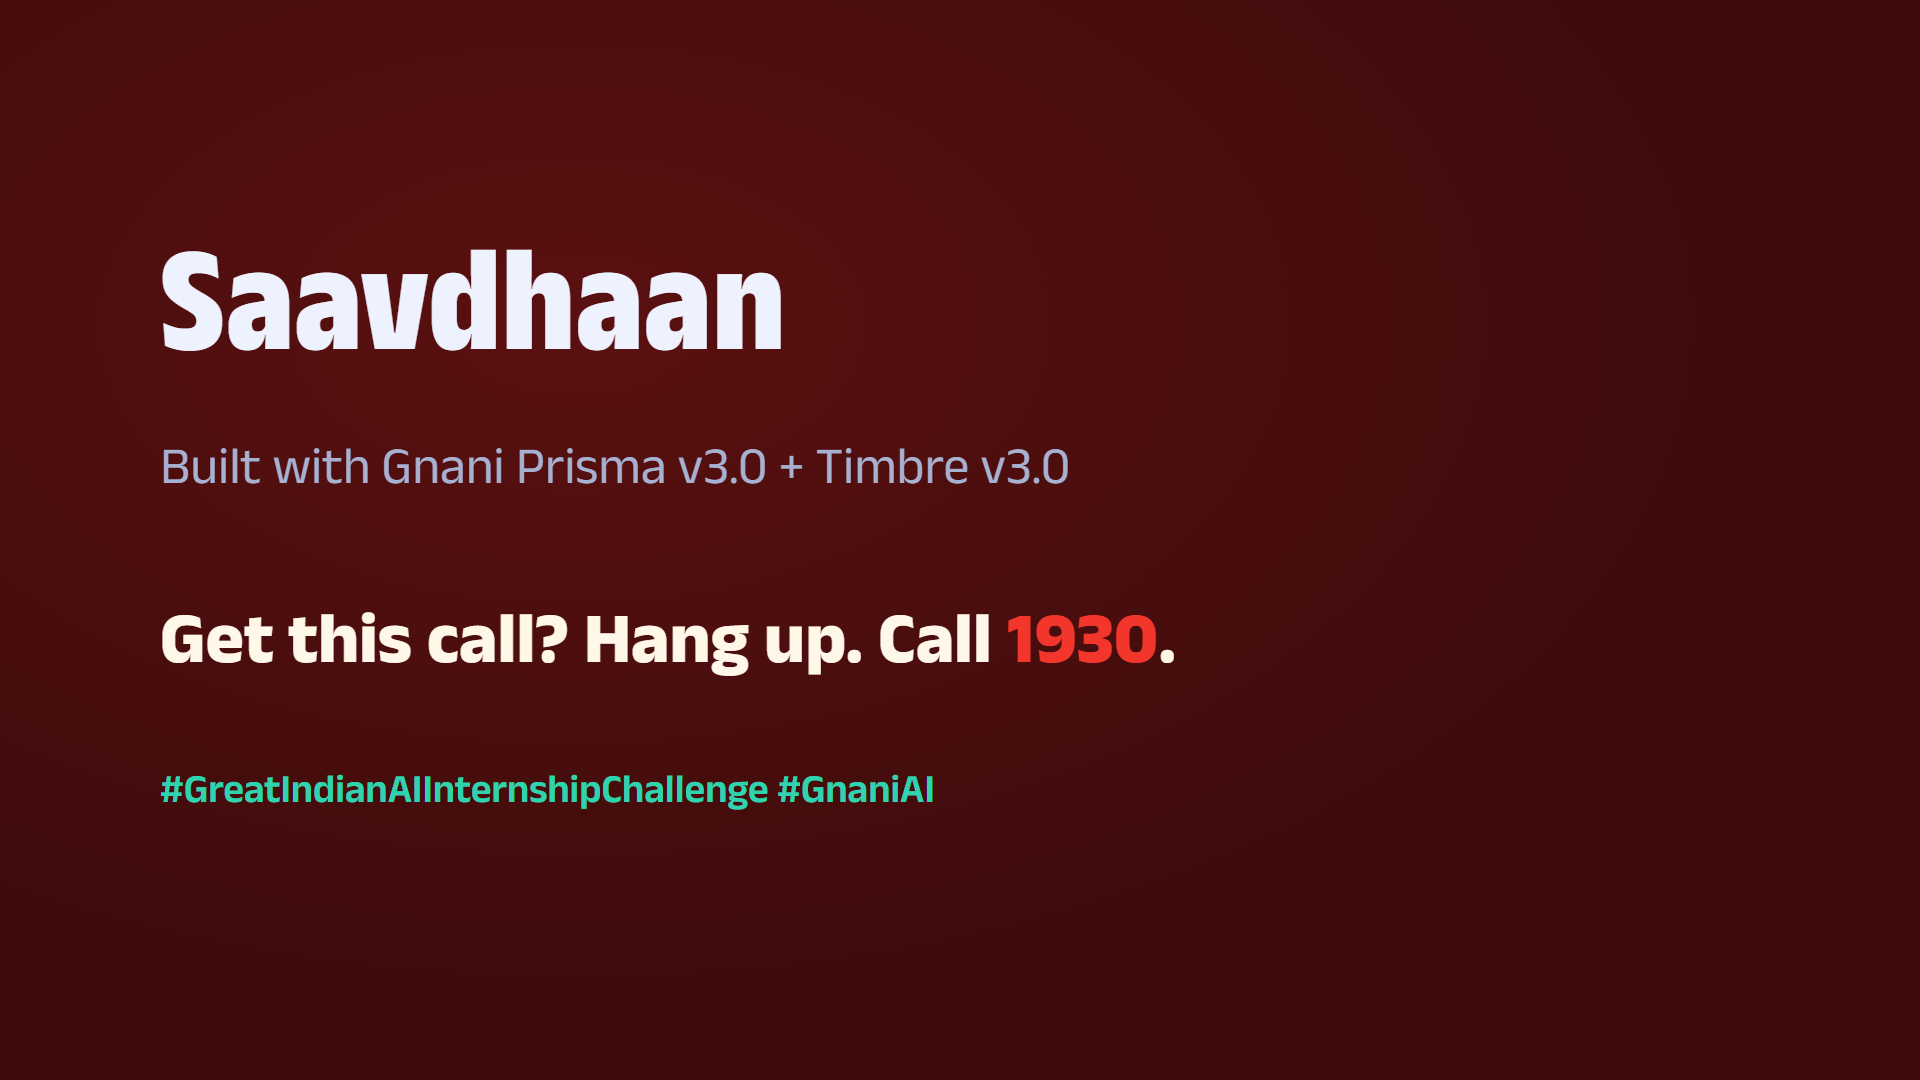 Saavdhaan
Built with Gnani Prisma v3.0 + Timbre v3.0
Get this call? Hang up. Call 1930.
#GreatIndianAIInternshipChallenge #GnaniAI